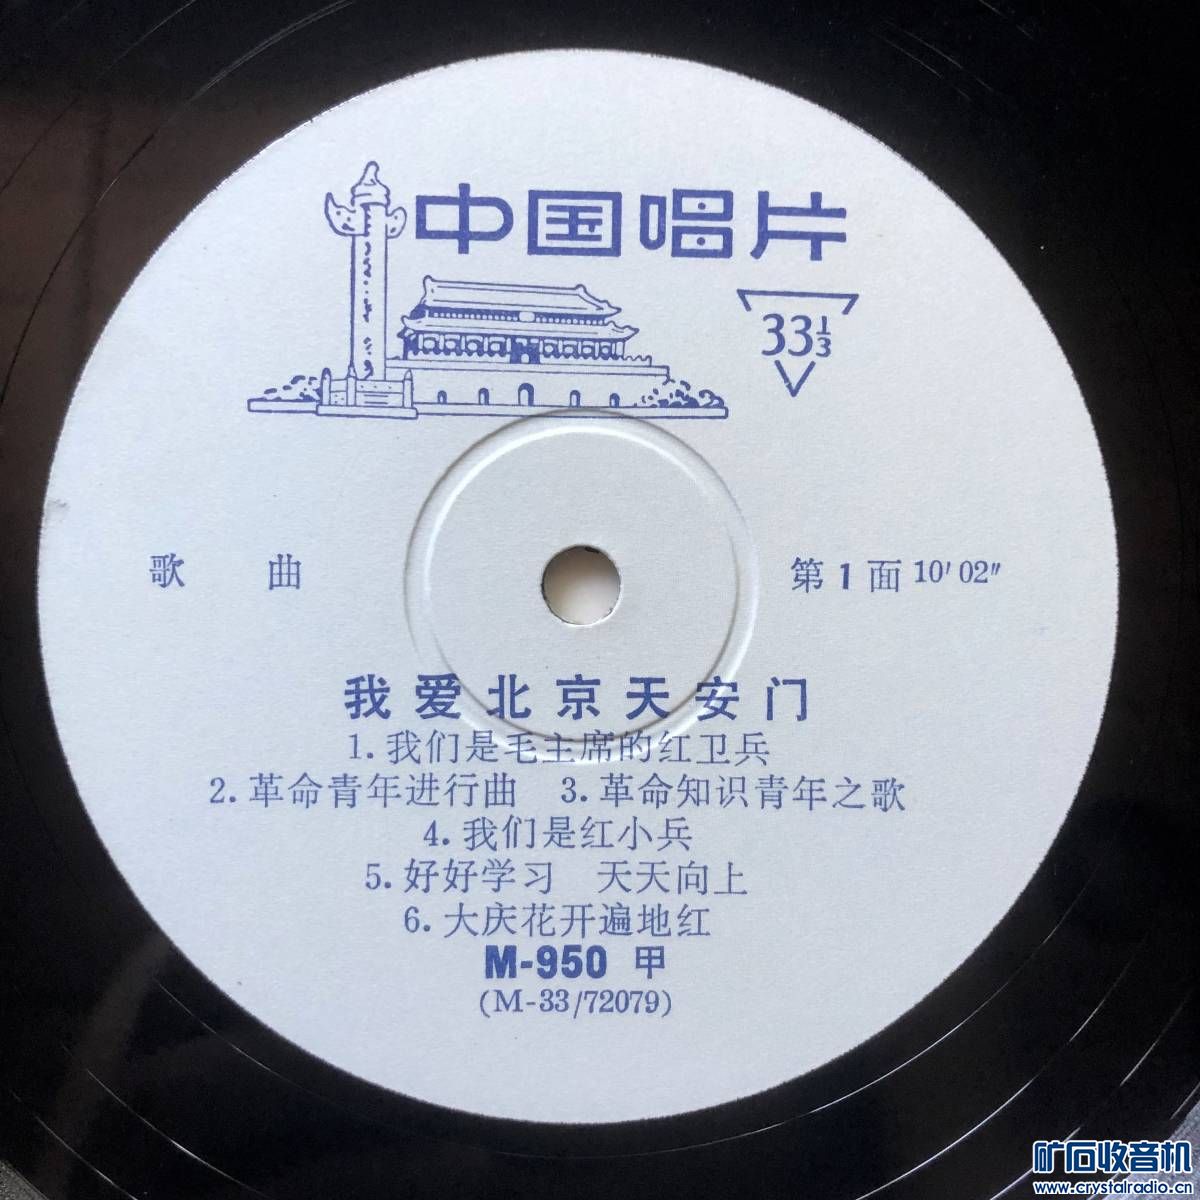 中国唱片
33 1/3
歌 曲
第1面 10′02″
我爱北京天安门
1.我们是毛主席的红卫兵
2.革命青年进行曲 3.革命知识青年之歌
4.我们是红小兵
5.好好学习 天天向上
6.大庆花开遍地红
M-950 甲
(M-33/72079)
矿石收音机
www.crystalradio.cn